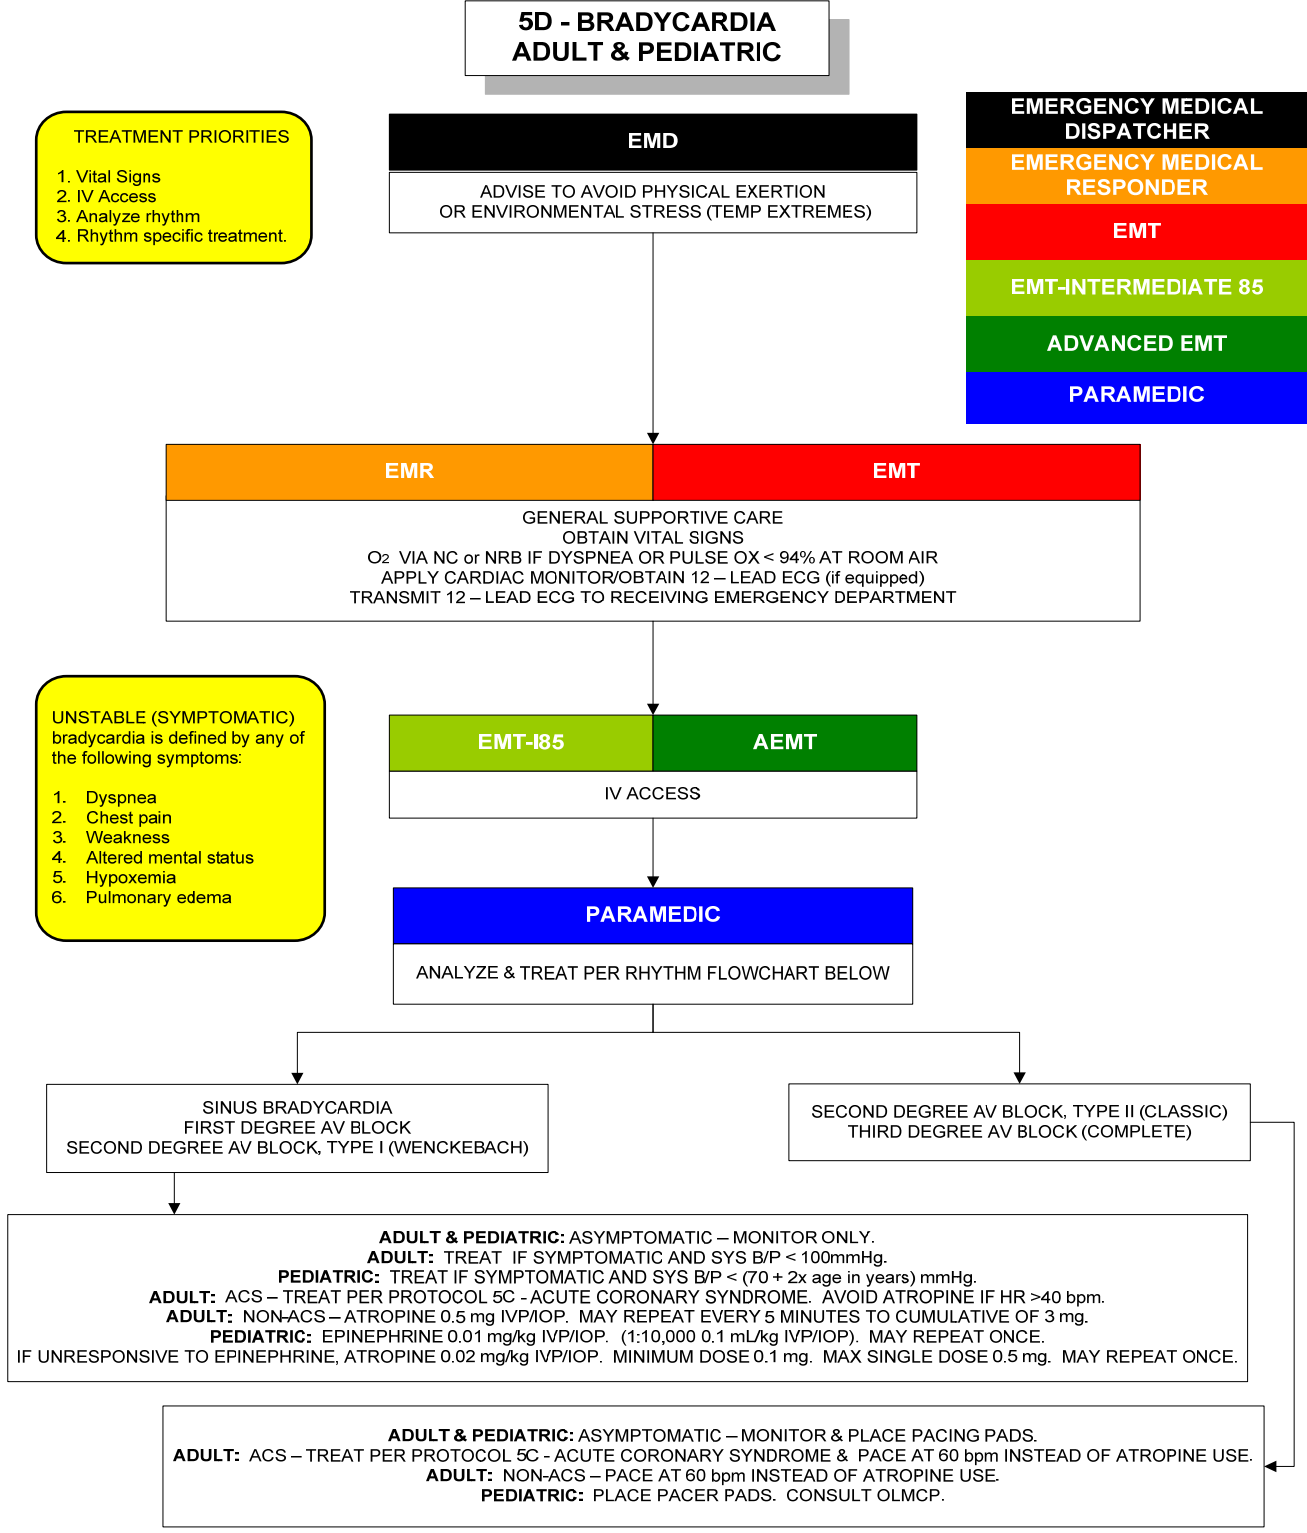 5D - BRADYCARDIA
ADULT & PEDIATRIC
TREATMENT PRIORITIES
1. Vital Signs
2. IV Access
3. Analyze rhythm
4. Rhythm specific treatment.
EMD
ADVISE TO AVOID PHYSICAL EXERTION
OR ENVIRONMENTAL STRESS (TEMP EXTREMES)
EMERGENCY MEDICAL
DISPATCHER
EMERGENCY MEDICAL
RESPONDER
EMT
EMT-INTERMEDIATE 85
ADVANCED EMT
PARAMEDIC
EMR
EMT
GENERAL SUPPORTIVE CARE
OBTAIN VITAL SIGNS
O2 VIA NC or NRB IF DYSPNEA OR PULSE OX < 94% AT ROOM AIR
APPLY CARDIAC MONITOR/OBTAIN 12 – LEAD ECG (if equipped)
TRANSMIT 12 – LEAD ECG TO RECEIVING EMERGENCY DEPARTMENT
UNSTABLE (SYMPTOMATIC)
bradycardia is defined by any of
the following symptoms:
1. Dyspnea
2. Chest pain
3. Weakness
4. Altered mental status
5. Hypoxemia
6. Pulmonary edema
EMT-I85
AEMT
IV ACCESS
PARAMEDIC
ANALYZE & TREAT PER RHYTHM FLOWCHART BELOW
SINUS BRADYCARDIA
FIRST DEGREE AV BLOCK
SECOND DEGREE AV BLOCK, TYPE I (WENCKEBACH)
SECOND DEGREE AV BLOCK, TYPE II (CLASSIC)
THIRD DEGREE AV BLOCK (COMPLETE)
ADULT & PEDIATRIC: ASYMPTOMATIC – MONITOR ONLY.
ADULT: TREAT IF SYMPTOMATIC AND SYS B/P < 100mmHg.
PEDIATRIC: TREAT IF SYMPTOMATIC AND SYS B/P < (70 + 2x age in years) mmHg.
ADULT: ACS – TREAT PER PROTOCOL 5C - ACUTE CORONARY SYNDROME. AVOID ATROPINE IF HR >40 bpm.
ADULT: NON-ACS – ATROPINE 0.5 mg IVP/IOP. MAY REPEAT EVERY 5 MINUTES TO CUMULATIVE OF 3 mg.
PEDIATRIC: EPINEPHRINE 0.01 mg/kg IVP/IOP. (1:10,000 0.1 mL/kg IVP/IOP). MAY REPEAT ONCE.
IF UNRESPONSIVE TO EPINEPHRINE, ATROPINE 0.02 mg/kg IVP/IOP. MINIMUM DOSE 0.1 mg. MAX SINGLE DOSE 0.5 mg. MAY REPEAT ONCE.
ADULT & PEDIATRIC: ASYMPTOMATIC – MONITOR & PLACE PACING PADS.
ADULT: ACS – TREAT PER PROTOCOL 5C - ACUTE CORONARY SYNDROME & PACE AT 60 bpm INSTEAD OF ATROPINE USE.
ADULT: NON-ACS – PACE AT 60 bpm INSTEAD OF ATROPINE USE.
PEDIATRIC: PLACE PACER PADS. CONSULT OLMCP.